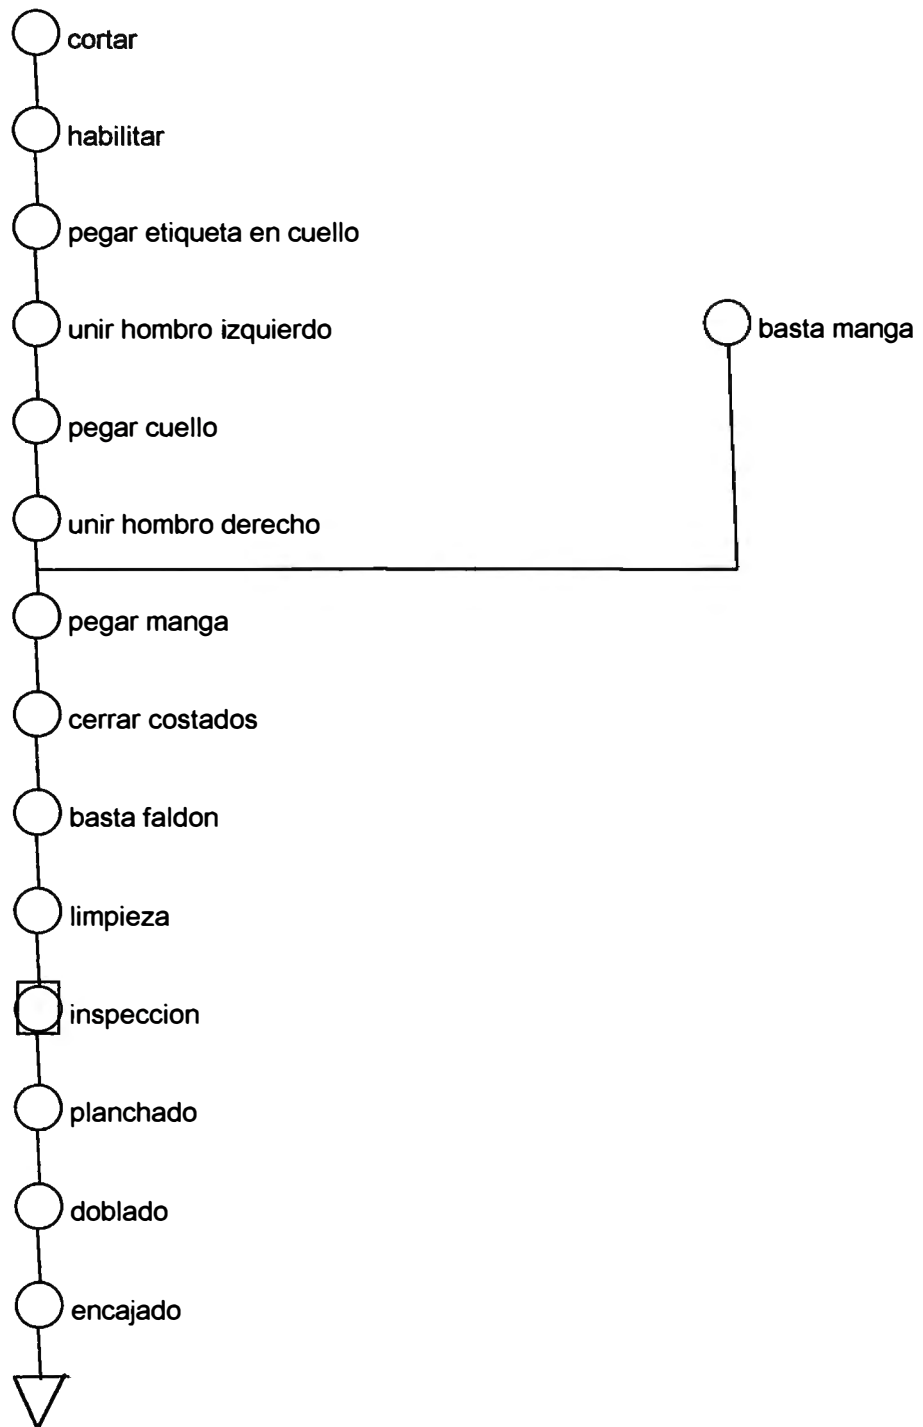 cortar
habilitar
pegar etiqueta en cuello
unir hombro izquierdo
basta manga
pegar cuello
unir hombro derecho
pegar manga
cerrar costados
basta faldon
limpieza
inspeccion
planchado
doblado
encajado